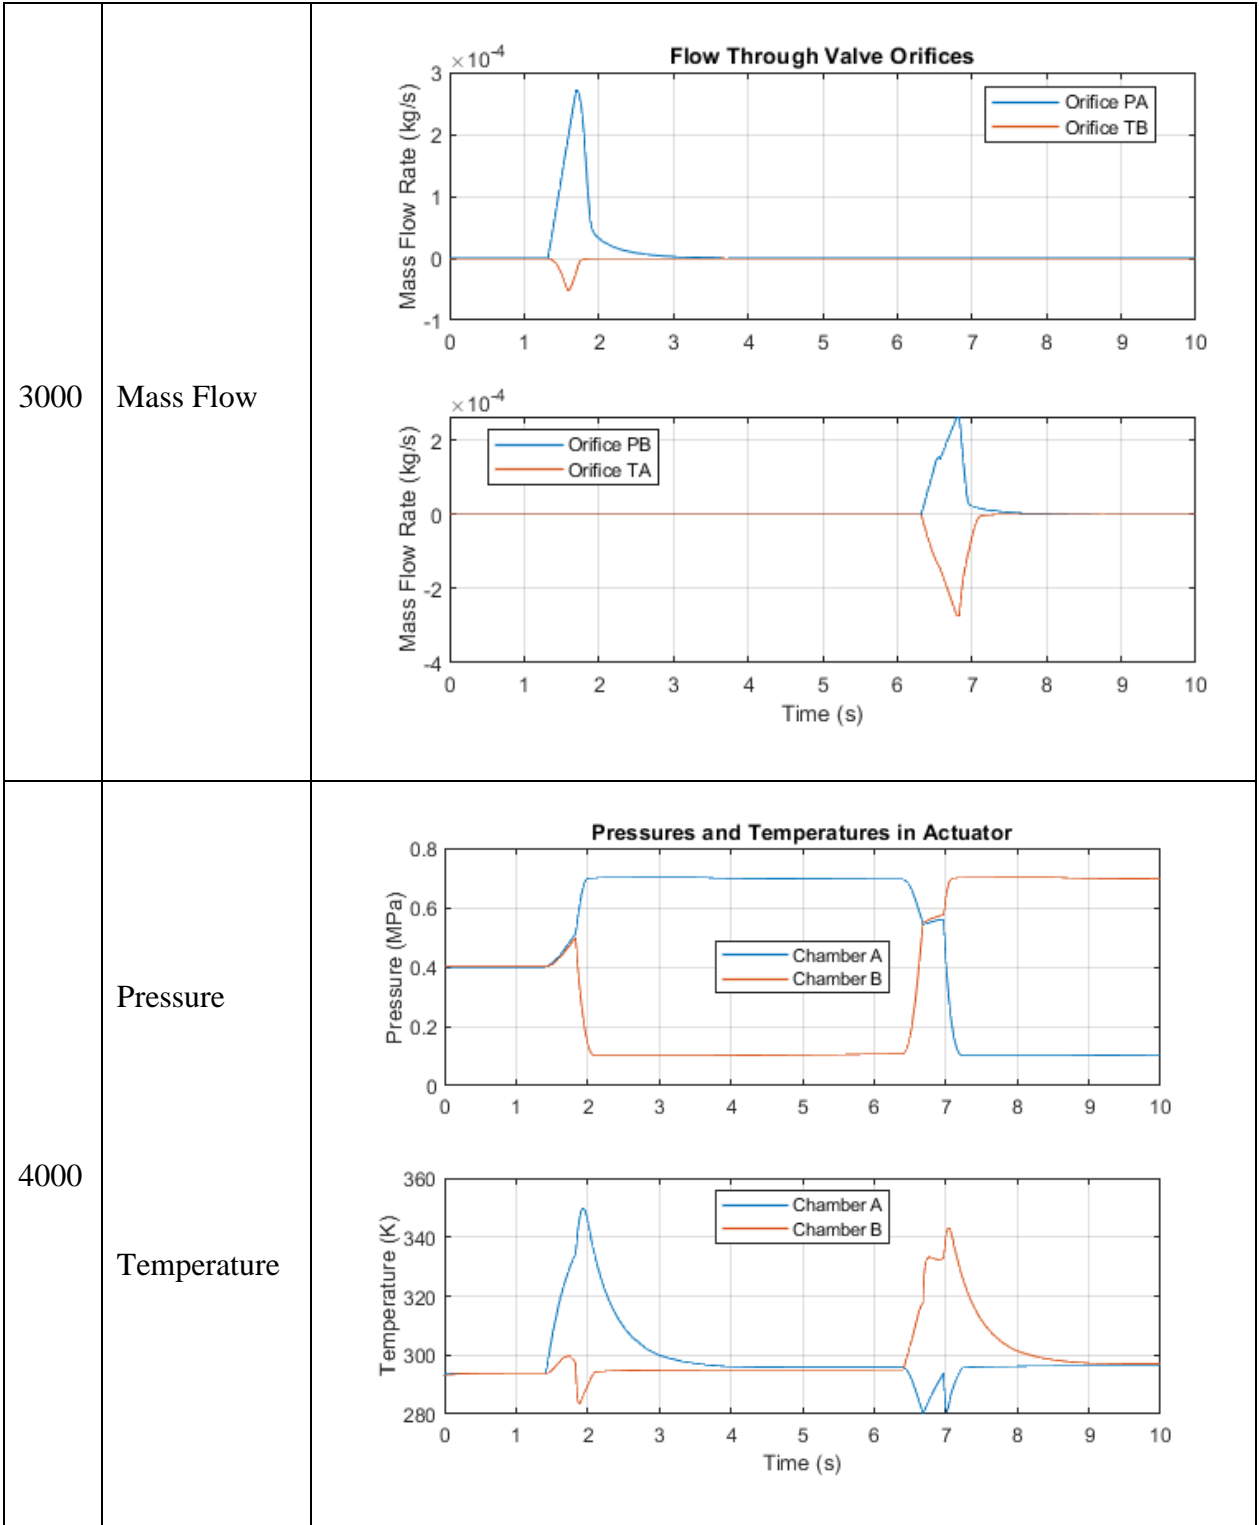 3000
Mass Flow
Flow Through Valve Orifices
×10⁻⁴
Mass Flow Rate (kg/s)
3
2
1
0
-1
Orifice PA
Orifice TB
0 1 2 3 4 5 6 7 8 9 10
×10⁻⁴
Mass Flow Rate (kg/s)
2
0
-2
-4
Orifice PB
Orifice TA
0 1 2 3 4 5 6 7 8 9 10
Time (s)
4000
Pressure
Pressures and Temperatures in Actuator
Pressure (MPa)
0.8
0.6
0.4
0.2
0
Chamber A
Chamber B
0 1 2 3 4 5 6 7 8 9 10
Temperature
Temperature (K)
360
340
320
300
280
Chamber A
Chamber B
0 1 2 3 4 5 6 7 8 9 10
Time (s)